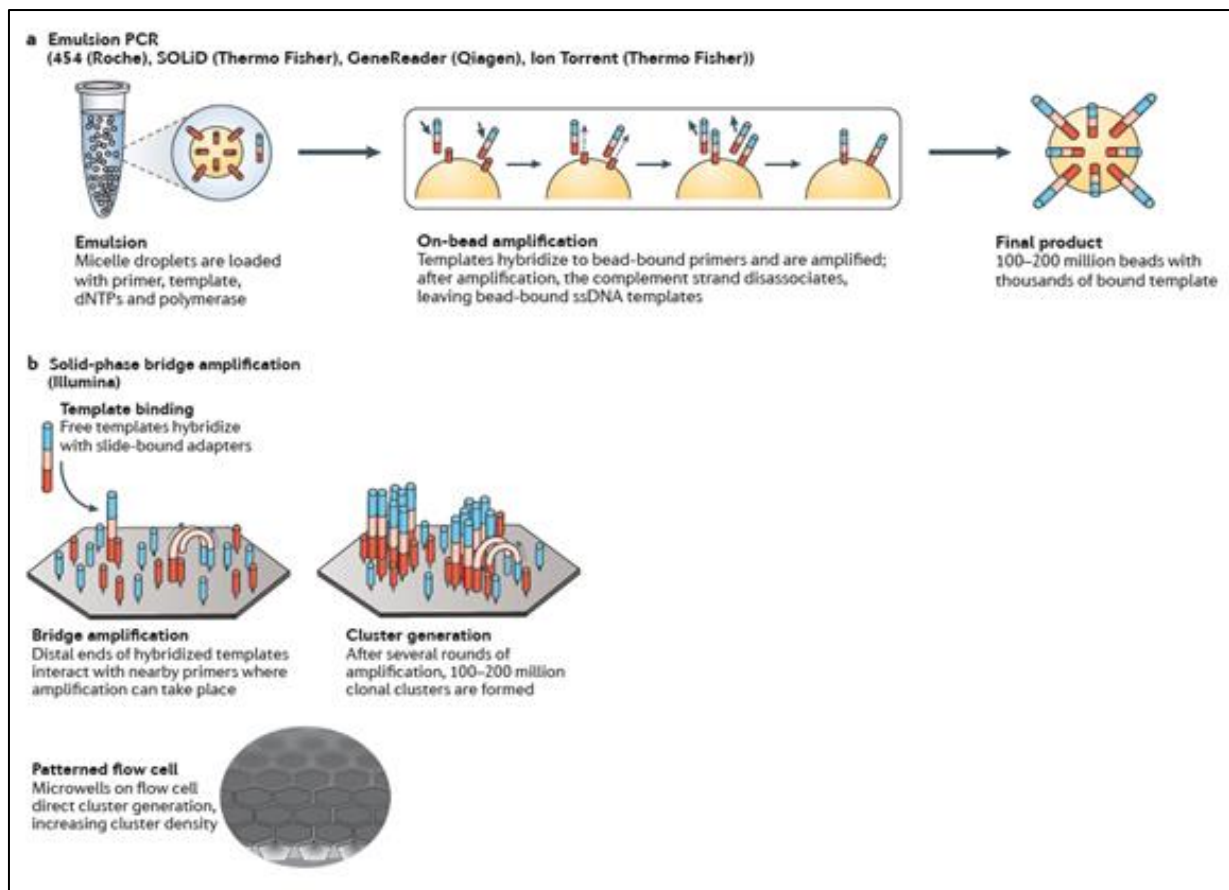 a Emulsion PCR
(454 (Roche), SOLiD (Thermo Fisher), GeneReader (Qiagen), Ion Torrent (Thermo Fisher))
Emulsion
Micelle droplets are loaded
with primer, template,
dNTPs and polymerase
On-bead amplification
Templates hybridize to bead-bound primers and are amplified;
after amplification, the complement strand disassociates,
leaving bead-bound ssDNA templates
Final product
100–200 million beads with
thousands of bound template
b Solid-phase bridge amplification
(Illumina)
Template binding
Free templates hybridize
with slide-bound adapters
Bridge amplification
Distal ends of hybridized templates
interact with nearby primers where
amplification can take place
Cluster generation
After several rounds of
amplification, 100–200 million
clonal clusters are formed
Patterned flow cell
Microwells on flow cell
direct cluster generation,
increasing cluster density